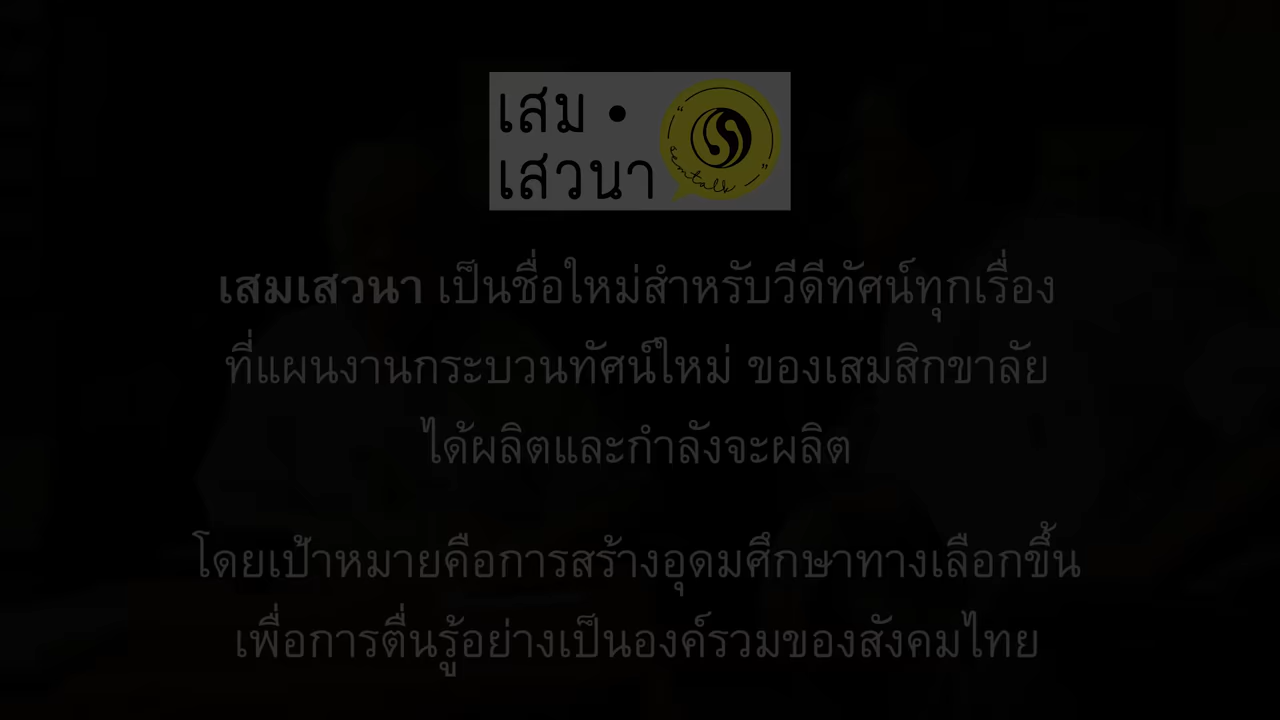 เสม •
เสวนา
semtalk
เสมเสวนา เป็นชื่อใหม่สำหรับวีดีทัศน์ทุกเรื่อง
ที่แผนงานกระบวนทัศน์ใหม่ ของเสมสิกขาลัย
ได้ผลิตและกำลังจะผลิต
โดยเป้าหมายคือการสร้างอุดมศึกษาทางเลือกขึ้น
เพื่อการตื่นรู้อย่างเป็นองค์รวมของสังคมไทย